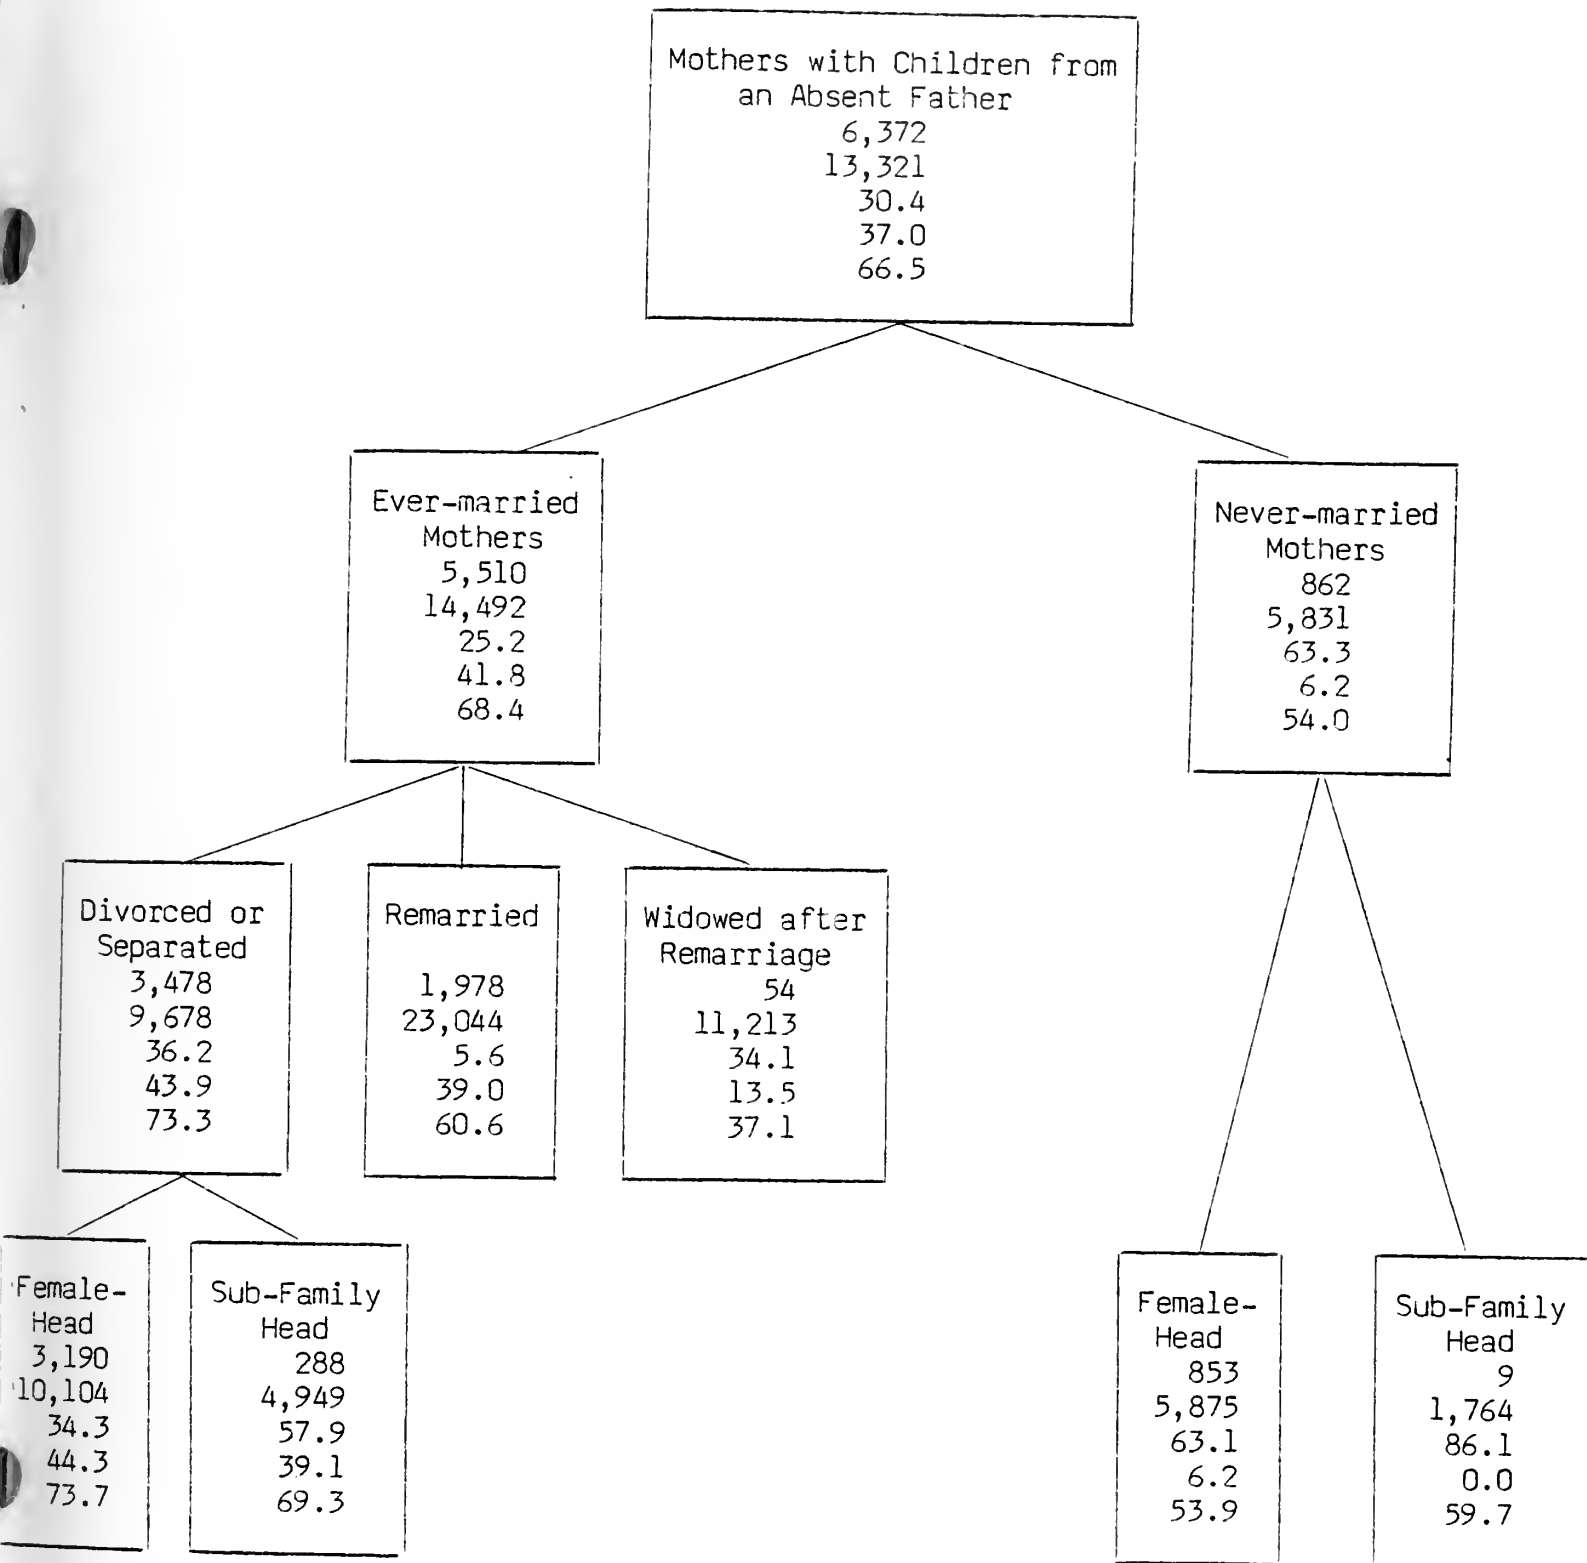 Mothers with Children from
an Absent Father
6,372
13,321
30.4
37.0
66.5
Ever-married
Mothers
5,510
14,492
25.2
41.8
68.4
Never-married
Mothers
862
5,831
63.3
6.2
54.0
Divorced or
Separated
3,478
9,678
36.2
43.9
73.3
Remarried
1,978
23,044
5.6
39.0
60.6
Widowed after
Remarriage
54
11,213
34.1
13.5
37.1
Female-
Head
3,190
10,104
34.3
44.3
73.7
Sub-Family
Head
288
4,949
57.9
39.1
69.3
Female-
Head
853
5,875
63.1
6.2
53.9
Sub-Family
Head
9
1,764
86.1
0.0
59.7